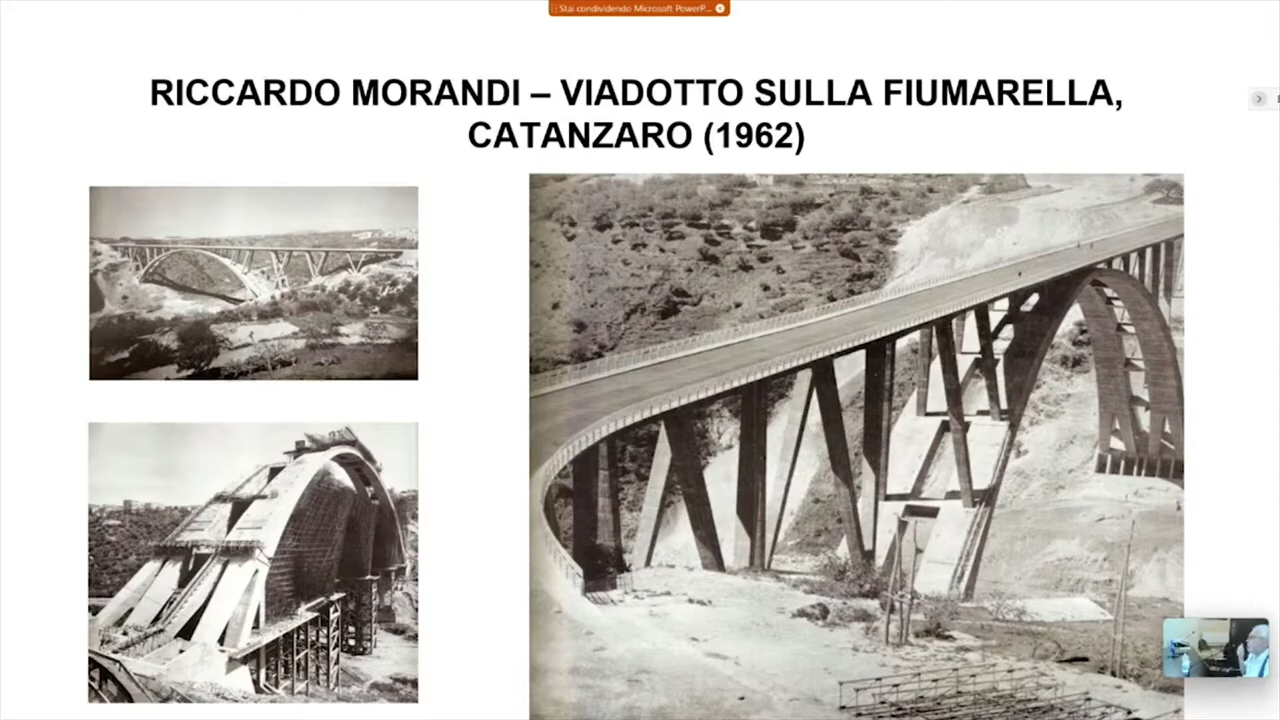 Stai condividendo Microsoft PowerP...
RICCARDO MORANDI – VIADOTTO SULLA FIUMARELLA,
CATANZARO (1962)